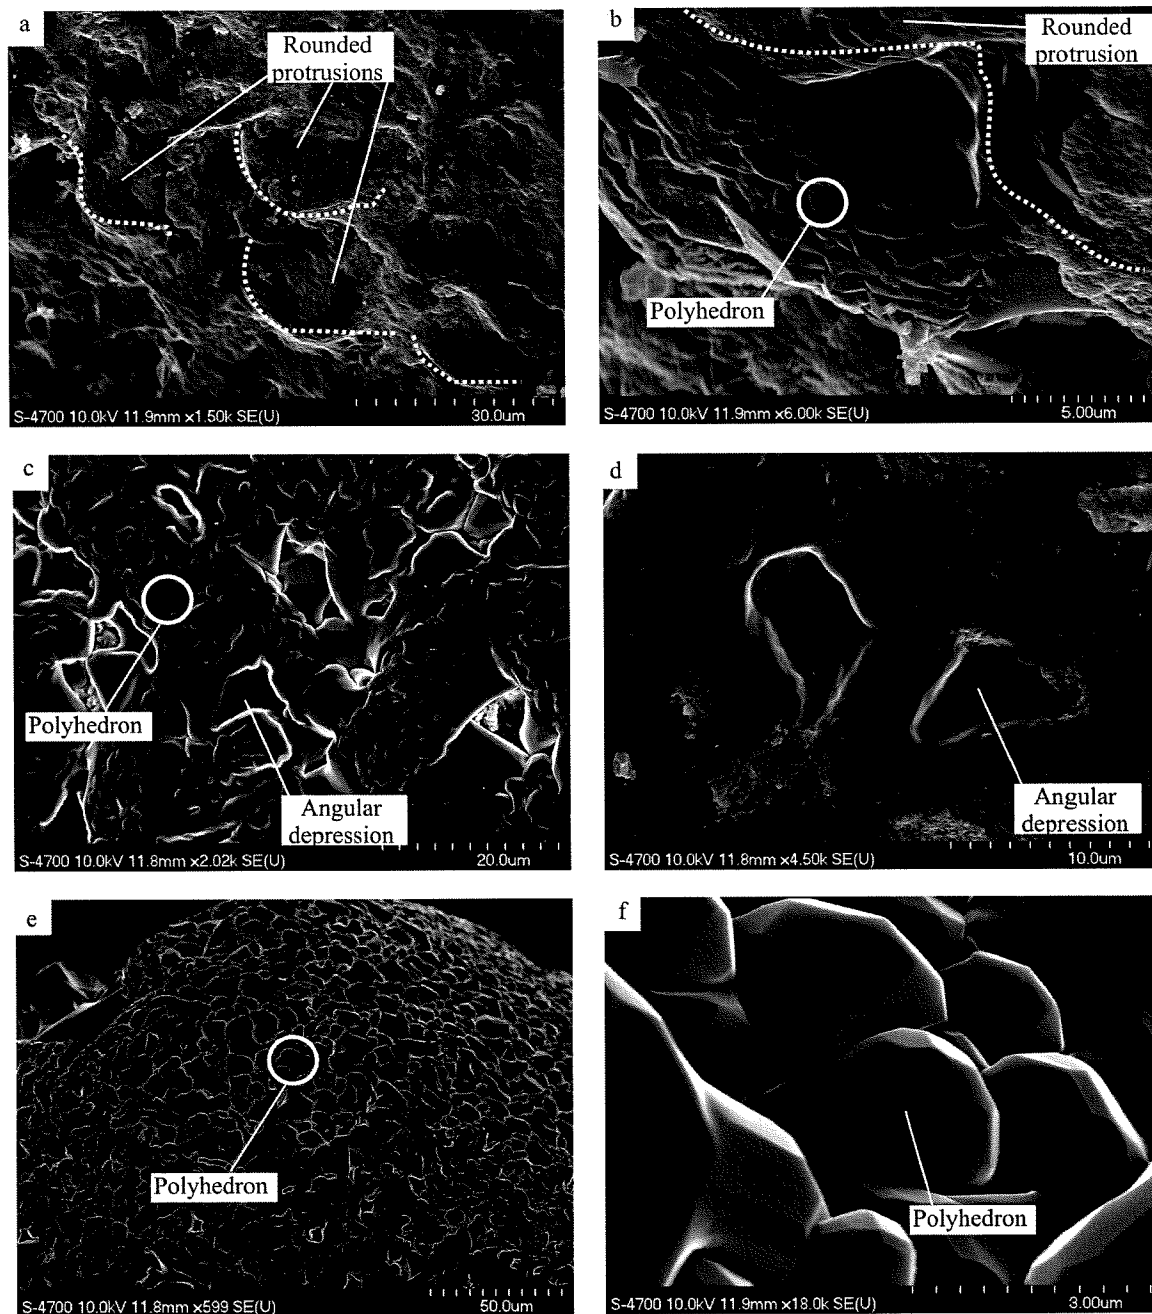 a
Rounded
protrusions
S-4700 10.0kV 11.9mm x1.50k SE(U)
30.0um
b
Rounded
protrusion
Polyhedron
S-4700 10.0kV 11.9mm x6.00k SE(U)
5.00um
c
Polyhedron
Angular
depression
S-4700 10.0kV 11.8mm x2.02k SE(U)
20.0um
d
Angular
depression
S-4700 10.0kV 11.8mm x4.50k SE(U)
10.0um
e
Polyhedron
S-4700 10.0kV 11.8mm x599 SE(U)
50.0um
f
Polyhedron
S-4700 10.0kV 11.9mm x18.0k SE(U)
3.00um